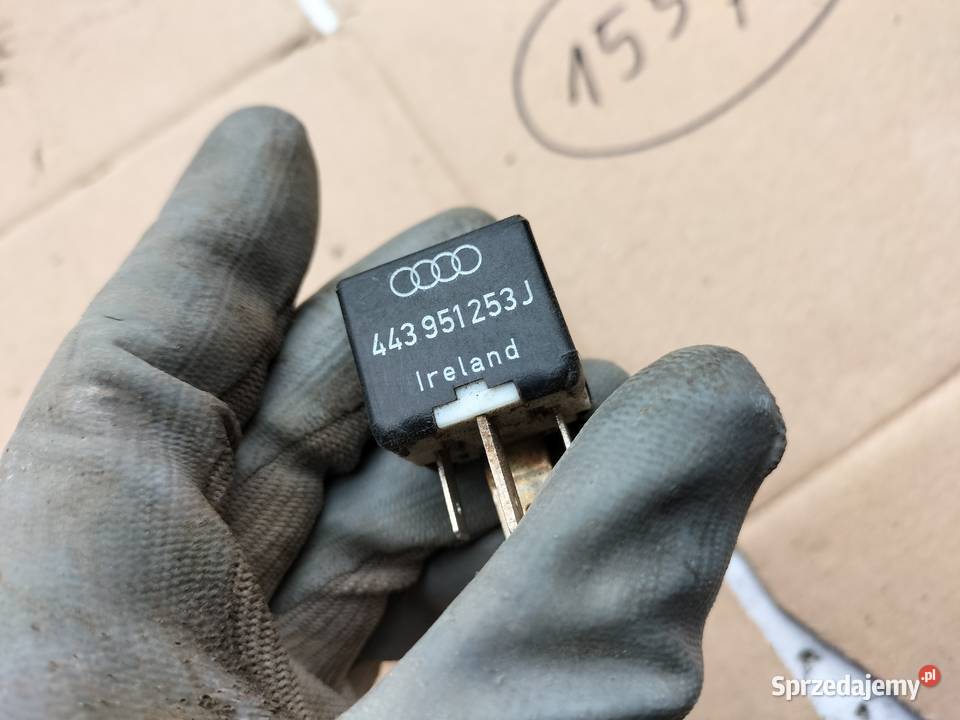 443 951 253 J
Ireland
Sprzedajemy.pl